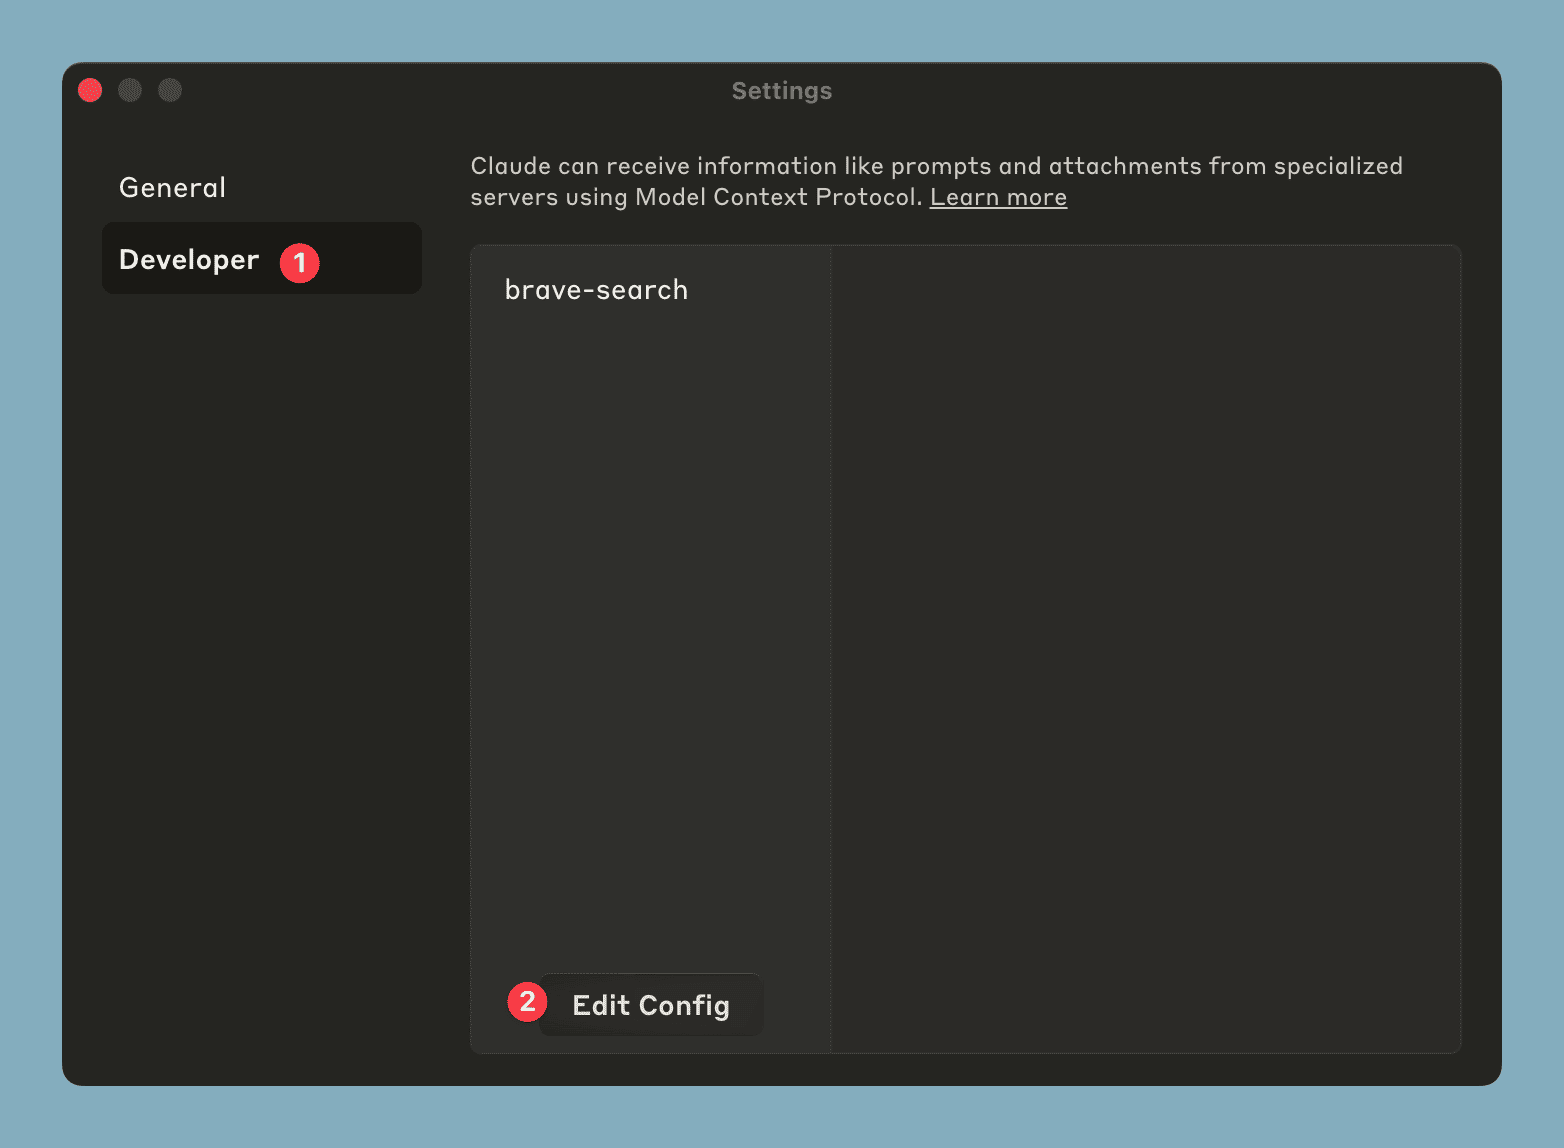 Settings
General
Developer 1
Claude can receive information like prompts and attachments from specialized
servers using Model Context Protocol. Learn more
brave-search
2 Edit Config